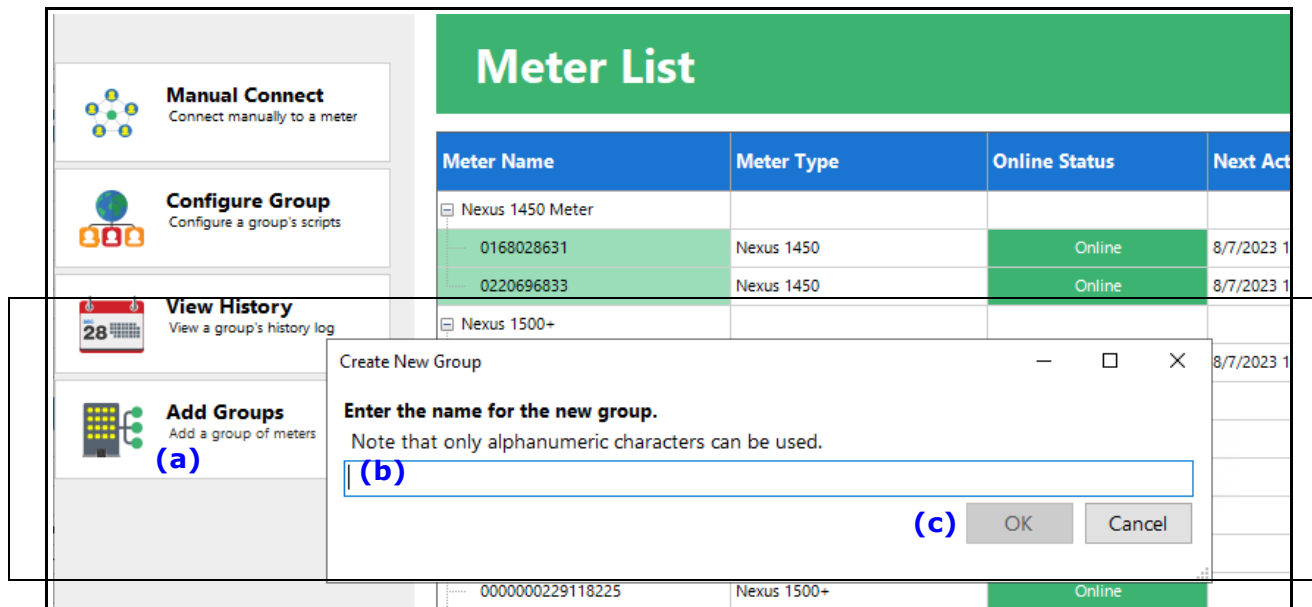 Meter List
Manual Connect
Connect manually to a meter
Configure Group
Configure a group's scripts
View History
View a group's history log
28
Add Groups
Add a group of meters
(a)
Meter Name Meter Type Online Status Next Act
Nexus 1450 Meter
0168028631 Nexus 1450 Online 8/7/2023 1
0220696833 Nexus 1450 Online 8/7/2023 1
Nexus 1500+
8/7/2023 1
Create New Group
Enter the name for the new group.
Note that only alphanumeric characters can be used.
(b)
(c) OK Cancel
0000000229118225 Nexus 1500+ Online